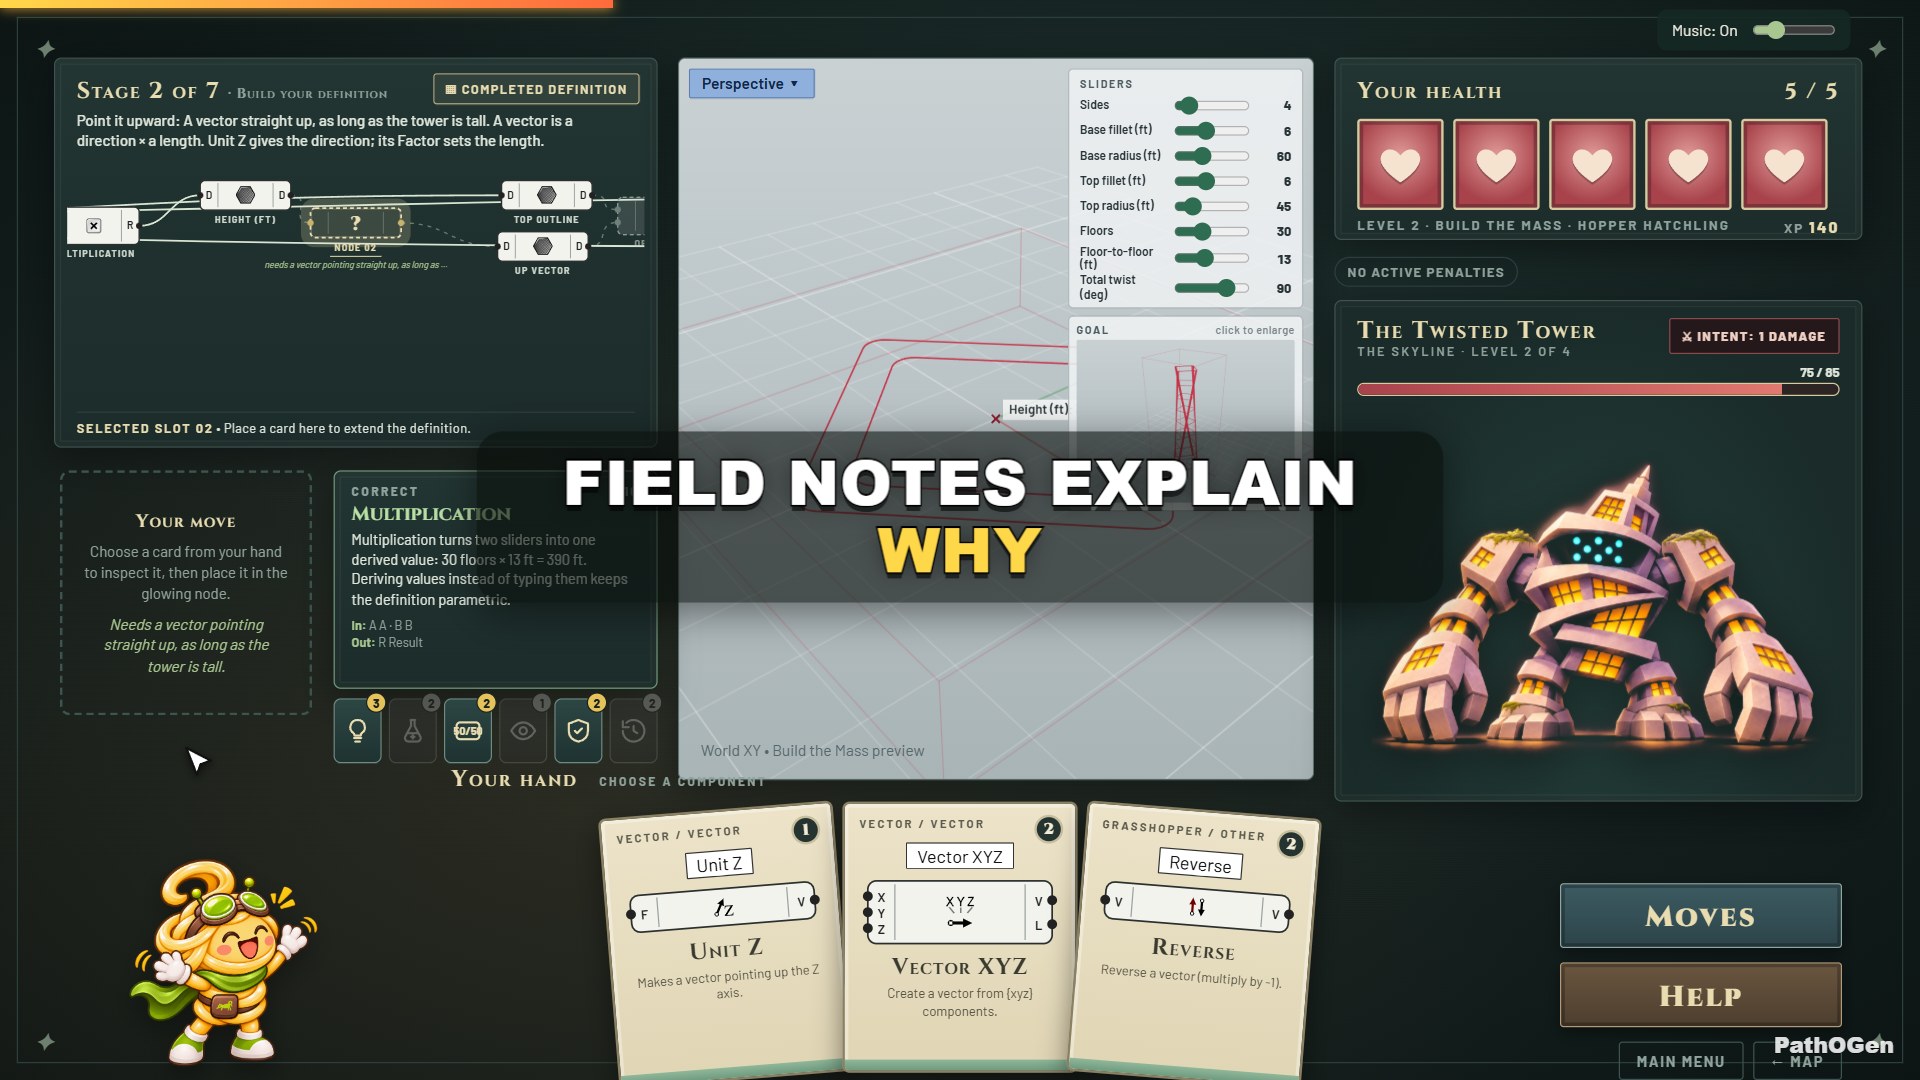 Music: On
STAGE 2 OF 7 · BUILD YOUR DEFINITION
COMPLETED DEFINITION
Point it upward: A vector straight up, as long as the tower is tall. A vector is a
direction × a length. Unit Z gives the direction; its Factor sets the length.
R
LTIPLICATION
D
D
HEIGHT (FT)
?
NODE 02
needs a vector pointing straight up, as long as ...
D
D
TOP OUTLINE
D
D
UP VECTOR
SELECTED SLOT 02 • Place a card here to extend the definition.
Perspective ▼
SLIDERS
Sides 4
Base fillet (ft) 6
Base radius (ft) 60
Top fillet (ft) 6
Top radius (ft) 45
Floors 30
Floor-to-floor
(ft) 13
Total twist
(deg) 90
GOAL click to enlarge
Height (ft)
World XY • Build the Mass preview
YOUR HEALTH 5 / 5
LEVEL 2 · BUILD THE MASS · HOPPER HATCHLING XP 140
NO ACTIVE PENALTIES
THE TWISTED TOWER
THE SKYLINE · LEVEL 2 OF 4
INTENT: 1 DAMAGE
75 / 85
FIELD NOTES EXPLAIN
WHY
YOUR MOVE
Choose a card from your hand
to inspect it, then place it in the
glowing node.
Needs a vector pointing
straight up, as long as the
tower is tall.
CORRECT
MULTIPLICATION
Multiplication turns two sliders into one
derived value: 30 floors × 13 ft = 390 ft.
Deriving values instead of typing them keeps
the definition parametric.
In: A A · B B
Out: R Result
3
2
2
50/50
1
2
2
YOUR HAND CHOOSE A COMPONENT
VECTOR / VECTOR 1
Unit Z
F Z V
UNIT Z
Makes a vector pointing up the Z
axis.
VECTOR / VECTOR 2
Vector XYZ
X
Y
Z
XYZ
V
L
VECTOR XYZ
Create a vector from {xyz}
components.
GRASSHOPPER / OTHER 2
Reverse
V V
REVERSE
Reverse a vector (multiply by -1).
MOVES
HELP
MAIN MENU
← MAP
PathOGen